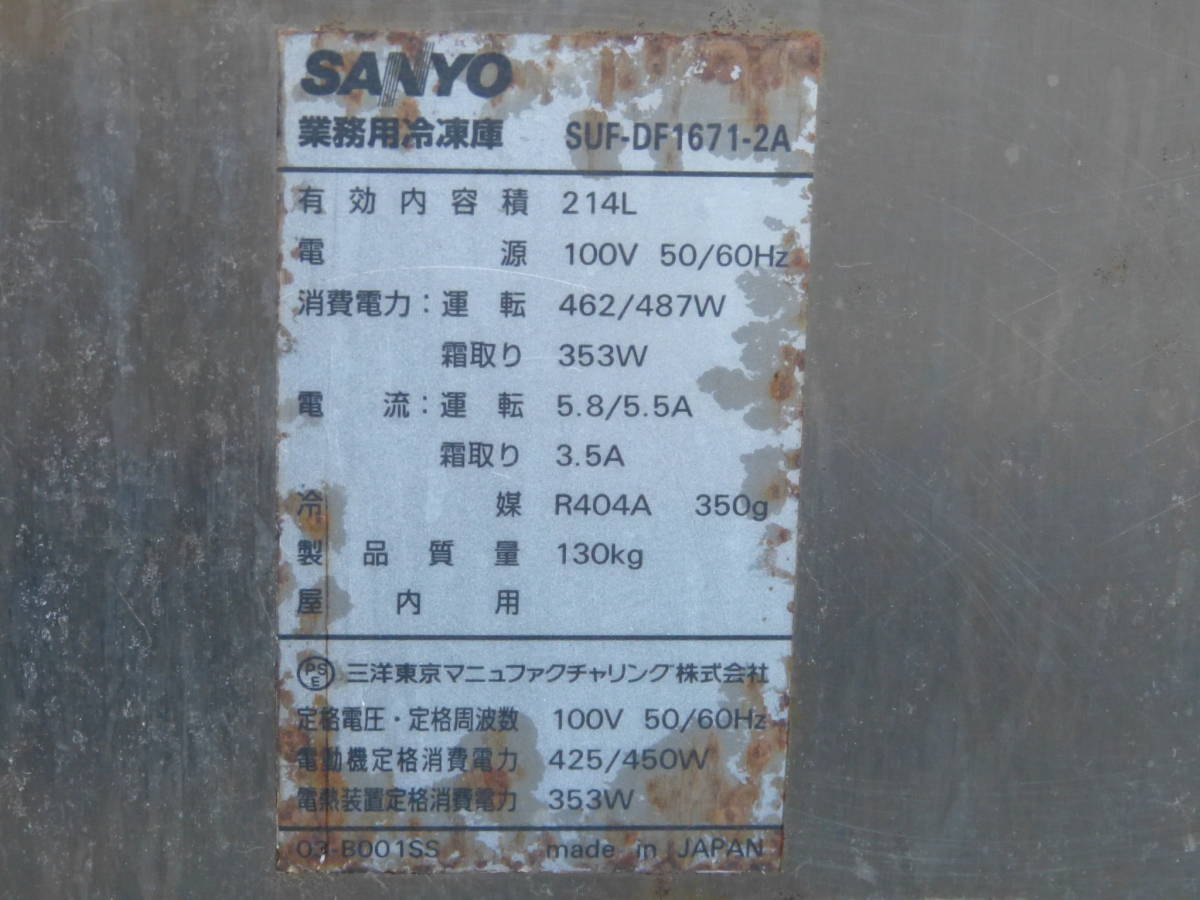 SANYO
業務用冷凍庫 SUF-DF1671-2A
有効内容積 214L
電源 100V 50/60Hz
消費電力:運転 462/487W
霜取り 353W
電流:運転 5.8/5.5A
霜取り 3.5A
冷媒 R404A 350g
製品質量 130kg
屋内用
PSE 三洋東京マニュファクチャリング株式会社
定格電圧・定格周波数 100V 50/60Hz
電動機定格消費電力 425/450W
電熱装置定格消費電力 353W
03-B001SS made in JAPAN